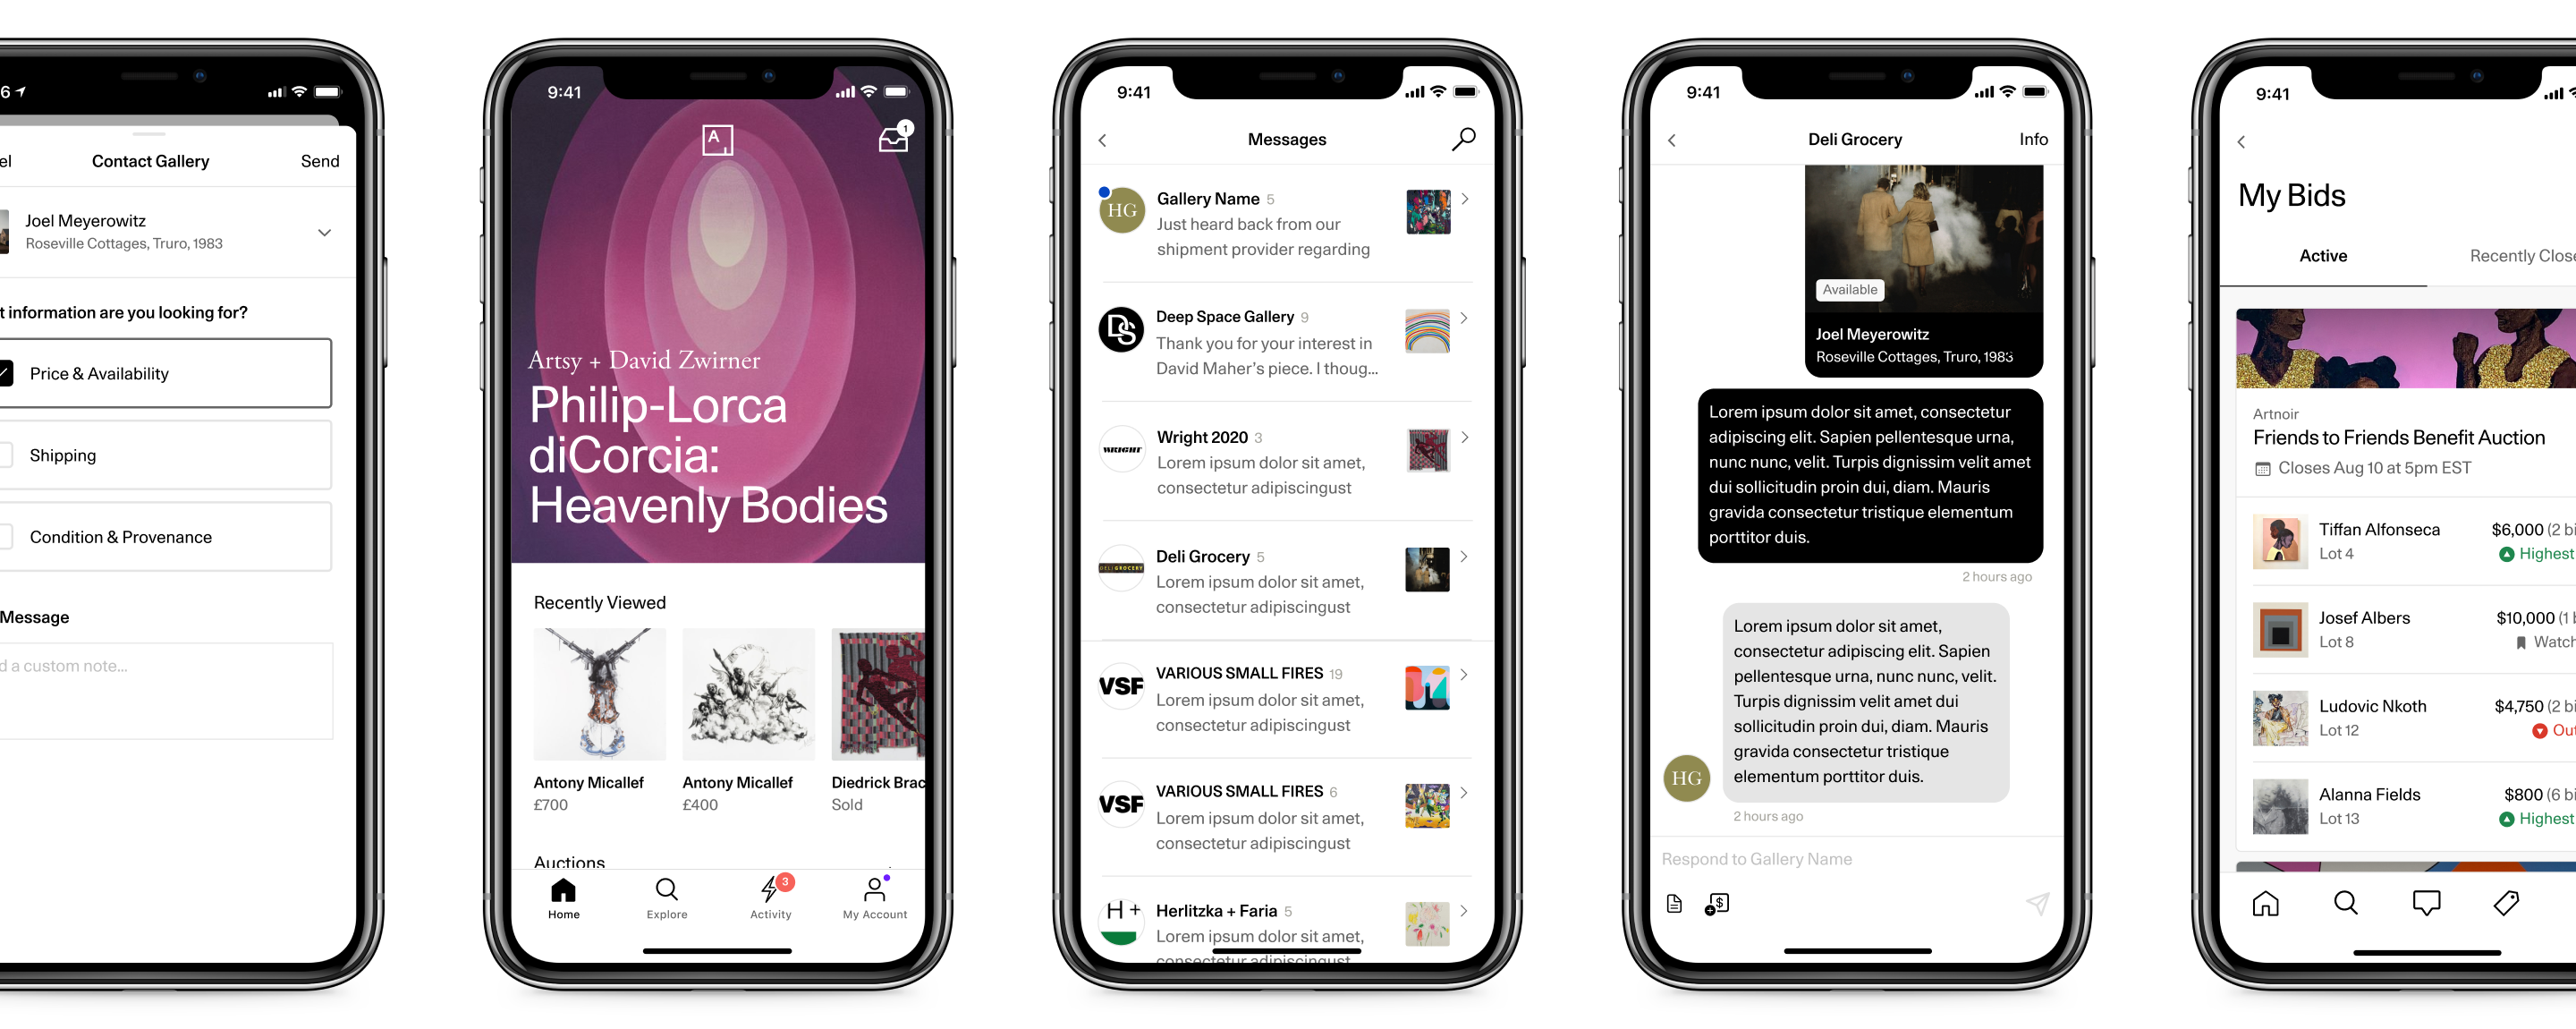 6
el
Contact Gallery
Send
Joel Meyerowitz
Roseville Cottages, Truro, 1983
t information are you looking for?
Price & Availability
Shipping
Condition & Provenance
Message
d a custom note...
9:41
A
1
Artsy + David Zwirner
Philip-Lorca
diCorcia:
Heavenly Bodies
Recently Viewed
Antony Micallef
£700
Antony Micallef
£400
Diedrick Brac
Sold
Auctions
3
Home
Explore
Activity
My Account
9:41
Messages
HG
Gallery Name 5
Just heard back from our
shipment provider regarding
DS
Deep Space Gallery 9
Thank you for your interest in
David Maher's piece. I thoug...
WRIGHT
Wright 2020 3
Lorem ipsum dolor sit amet,
consectetur adipiscingust
DELI GROCERY
Deli Grocery 5
Lorem ipsum dolor sit amet,
consectetur adipiscingust
VSF
VARIOUS SMALL FIRES 19
Lorem ipsum dolor sit amet,
consectetur adipiscingust
VSF
VARIOUS SMALL FIRES 6
Lorem ipsum dolor sit amet,
consectetur adipiscingust
H +
Herlitzka + Faria 5
Lorem ipsum dolor sit amet,
consectetur adipiscingust
9:41
Deli Grocery
Info
Available
Joel Meyerowitz
Roseville Cottages, Truro, 1983
Lorem ipsum dolor sit amet, consectetur
adipiscing elit. Sapien pellentesque urna,
nunc nunc, velit. Turpis dignissim velit amet
dui sollicitudin proin dui, diam. Mauris
gravida consectetur tristique elementum
porttitor duis.
2 hours ago
Lorem ipsum dolor sit amet,
consectetur adipiscing elit. Sapien
pellentesque urna, nunc nunc, velit.
Turpis dignissim velit amet dui
sollicitudin proin dui, diam. Mauris
gravida consectetur tristique
elementum porttitor duis.
HG
2 hours ago
Respond to Gallery Name
$
9:41
My Bids
Active
Recently Close
Artnoir
Friends to Friends Benefit Auction
Closes Aug 10 at 5pm EST
Tiffan Alfonseca
$6,000 (2 bi
Lot 4
Highest
Josef Albers
$10,000 (1 b
Lot 8
Watch
Ludovic Nkoth
$4,750 (2 bi
Lot 12
Out
Alanna Fields
$800 (6 bi
Lot 13
Highest